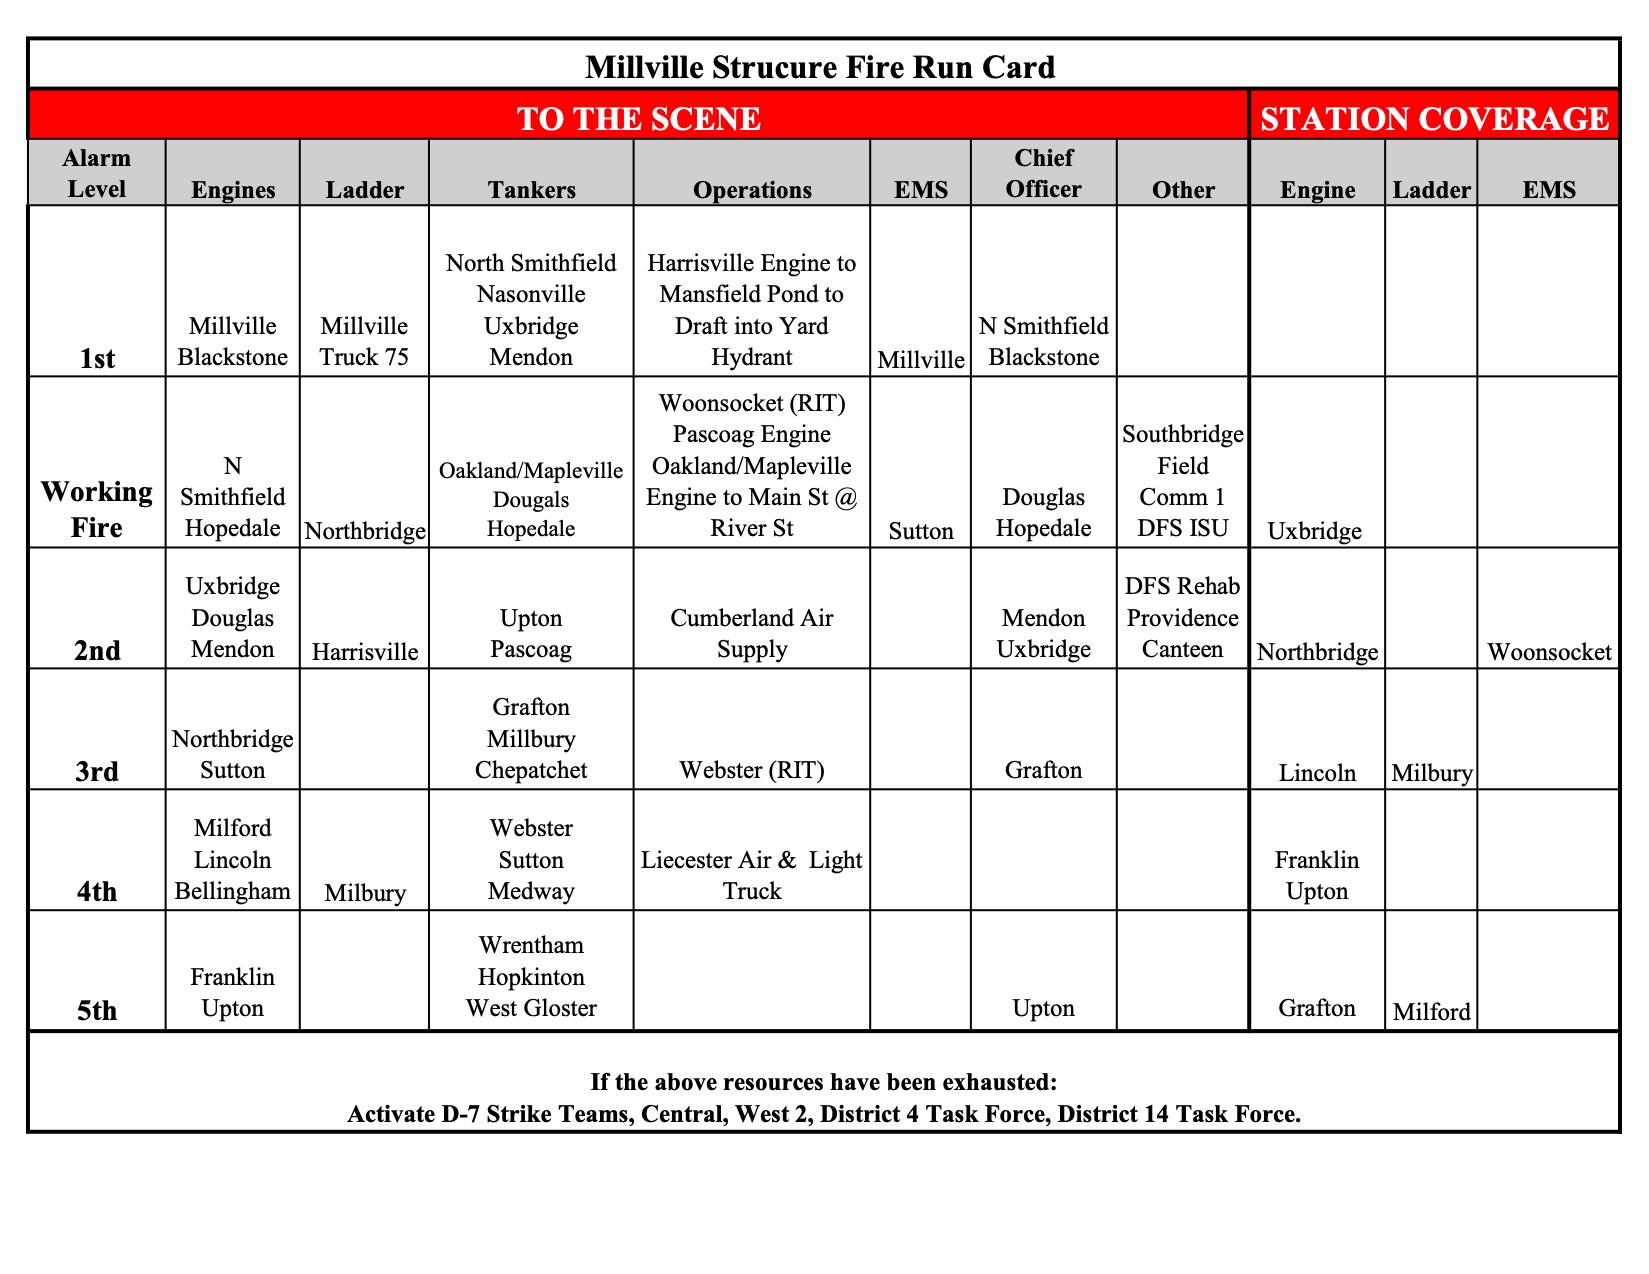 Millville Strucure Fire Run Card
TO THE SCENE
STATION COVERAGE
Alarm
Level
Engines
Ladder
Tankers
Operations
EMS
Chief
Officer
Other
Engine
Ladder
EMS
1st
Millville
Blackstone
Millville
Truck 75
North Smithfield
Nasonville
Uxbridge
Mendon
Harrisville Engine to
Mansfield Pond to
Draft into Yard
Hydrant
Millville
N Smithfield
Blackstone
Working
Fire
N
Smithfield
Hopedale
Northbridge
Oakland/Mapleville
Dougals
Hopedale
Woonsocket (RIT)
Pascoag Engine
Oakland/Mapleville
Engine to Main St @
River St
Sutton
Douglas
Hopedale
Southbridge
Field
Comm 1
DFS ISU
Uxbridge
2nd
Uxbridge
Douglas
Mendon
Harrisville
Upton
Pascoag
Cumberland Air
Supply
Mendon
Uxbridge
DFS Rehab
Providence
Canteen
Northbridge
Woonsocket
3rd
Northbridge
Sutton
Grafton
Millbury
Chepatchet
Webster (RIT)
Grafton
Lincoln
Milbury
4th
Milford
Lincoln
Bellingham
Milbury
Webster
Sutton
Medway
Liecester Air &  Light
Truck
Franklin
Upton
5th
Franklin
Upton
Wrentham
Hopkinton
West Gloster
Upton
Grafton
Milford
If the above resources have been exhausted:
Activate D-7 Strike Teams, Central, West 2, District 4 Task Force, District 14 Task Force.